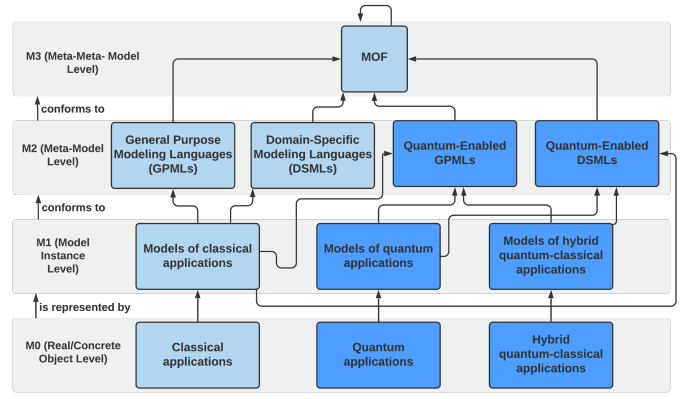 M3 (Meta-Meta- Model
Level)
MOF
conforms to
M2 (Meta-Model
Level)
General Purpose
Modeling Languages
(GPMLs)
Domain-Specific
Modeling Languages
(DSMLs)
Quantum-Enabled
GPMLs
Quantum-Enabled
DSMLs
conforms to
M1 (Model
Instance
Level)
Models of classical
applications
Models of quantum
applications
Models of hybrid
quantum-classical
applications
is represented by
M0 (Real/Concrete
Object Level)
Classical
applications
Quantum
applications
Hybrid
quantum-classical
applications